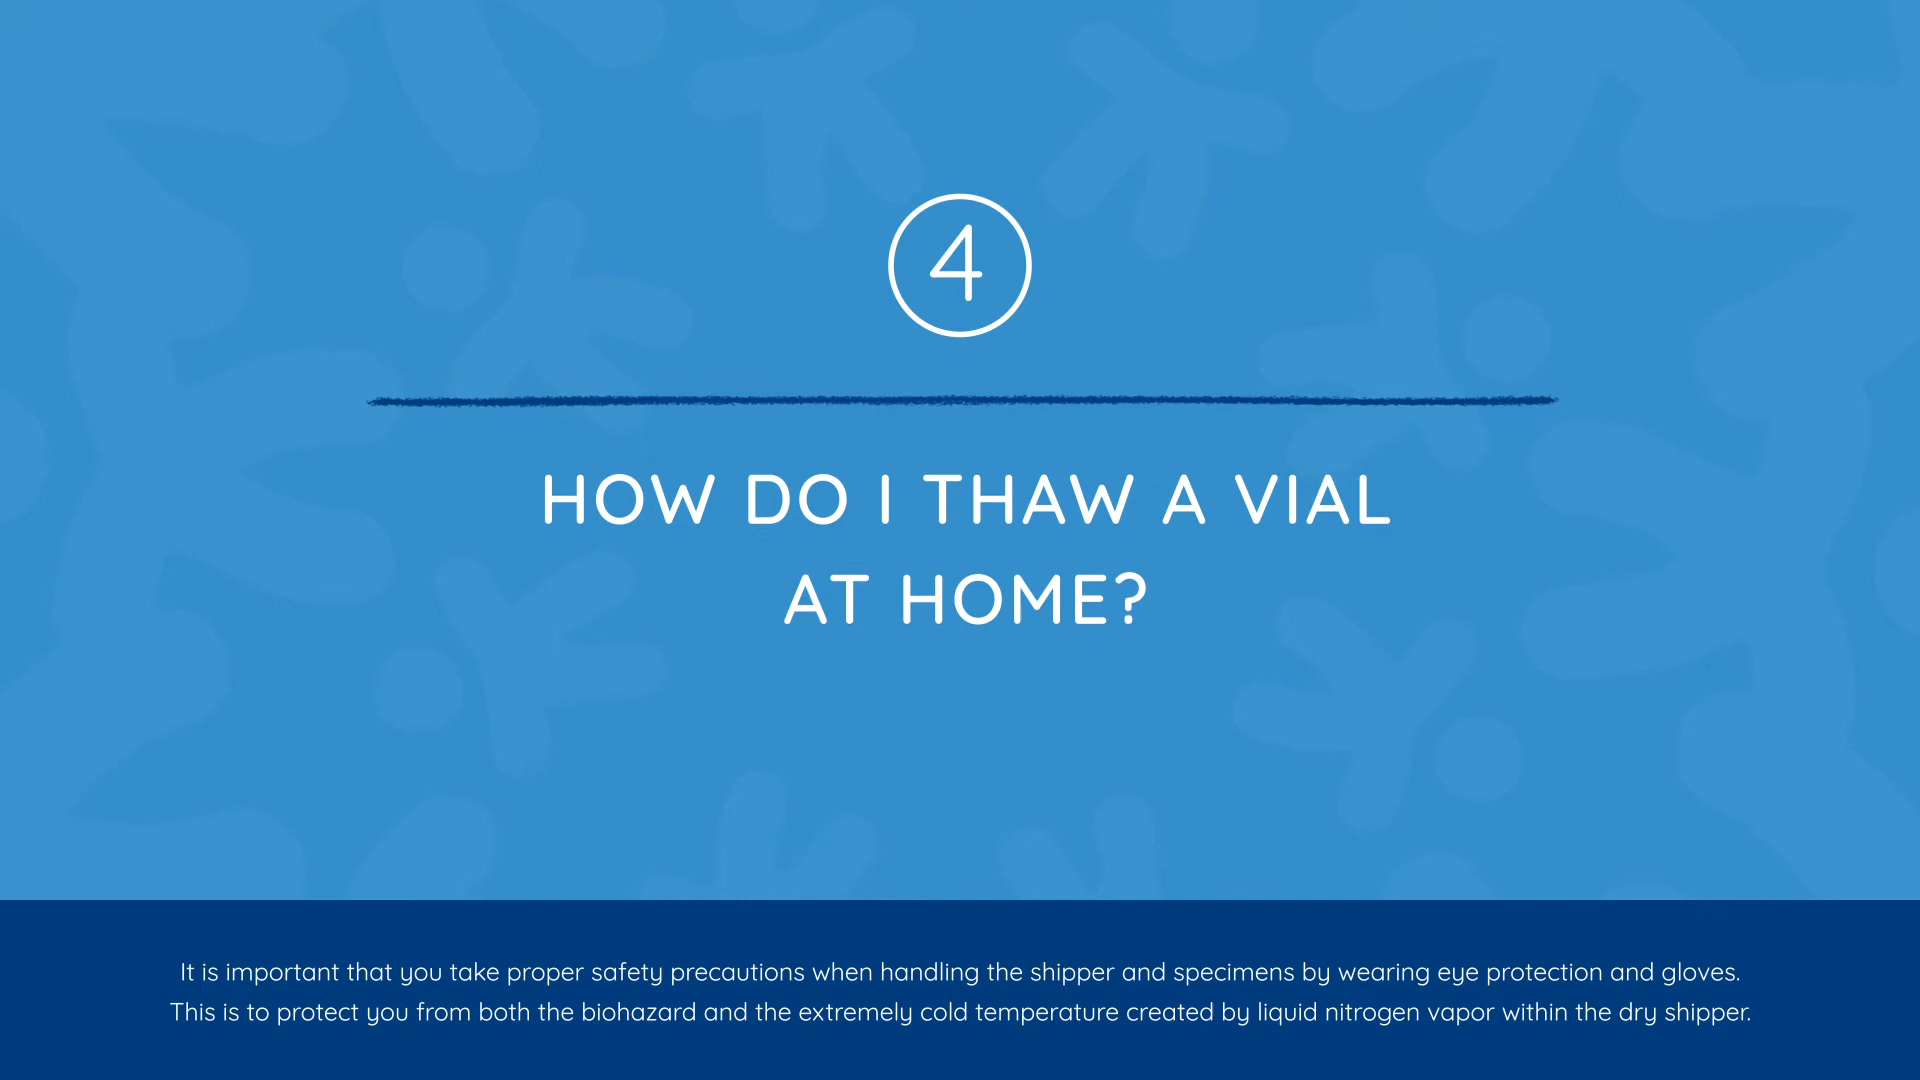 4
HOW DO I THAW A VIAL
AT HOME?
It is important that you take proper safety precautions when handling the shipper and specimens by wearing eye protection and gloves.
This is to protect you from both the biohazard and the extremely cold temperature created by liquid nitrogen vapor within the dry shipper.